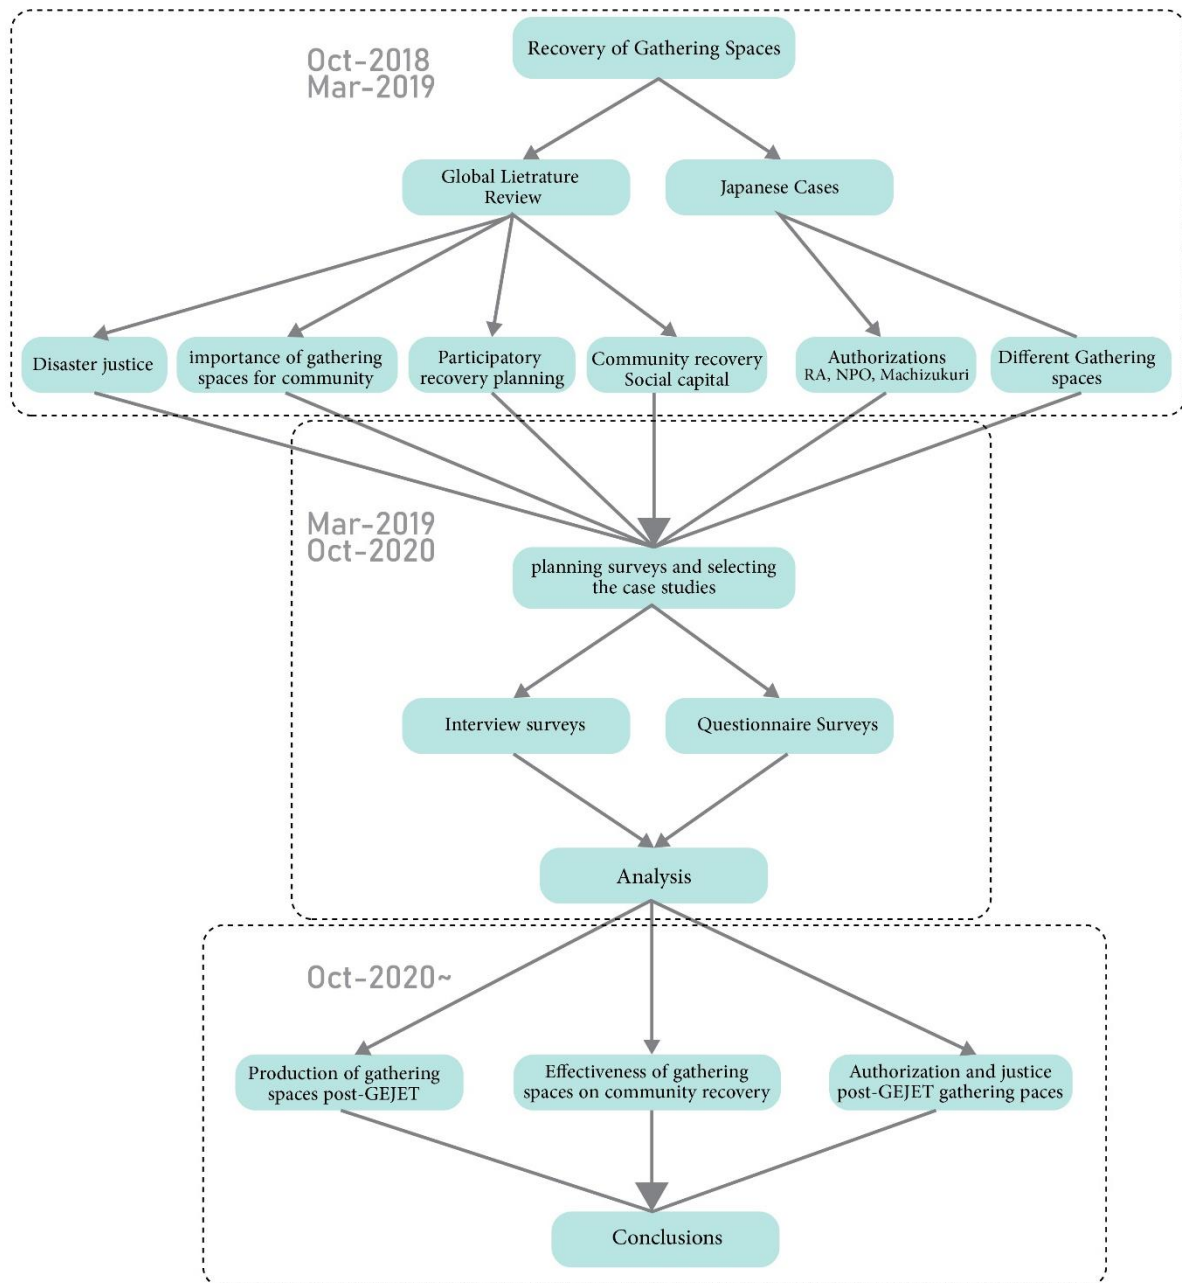 Oct-2018
Mar-2019
Recovery of Gathering Spaces
Global Lietrature
Review
Japanese Cases
Disaster justice
importance of gathering
spaces for community
Participatory
recovery planning
Community recovery
Social capital
Authorizations
RA, NPO, Machizukuri
Different Gathering
spaces
Mar-2019
Oct-2020
planning surveys and selecting
the case studies
Interview surveys
Questionnaire Surveys
Analysis
Oct-2020~
Production of gathering
spaces post-GEJET
Effectiveness of gathering
spaces on community recovery
Authorization and justice
post-GEJET gathering paces
Conclusions